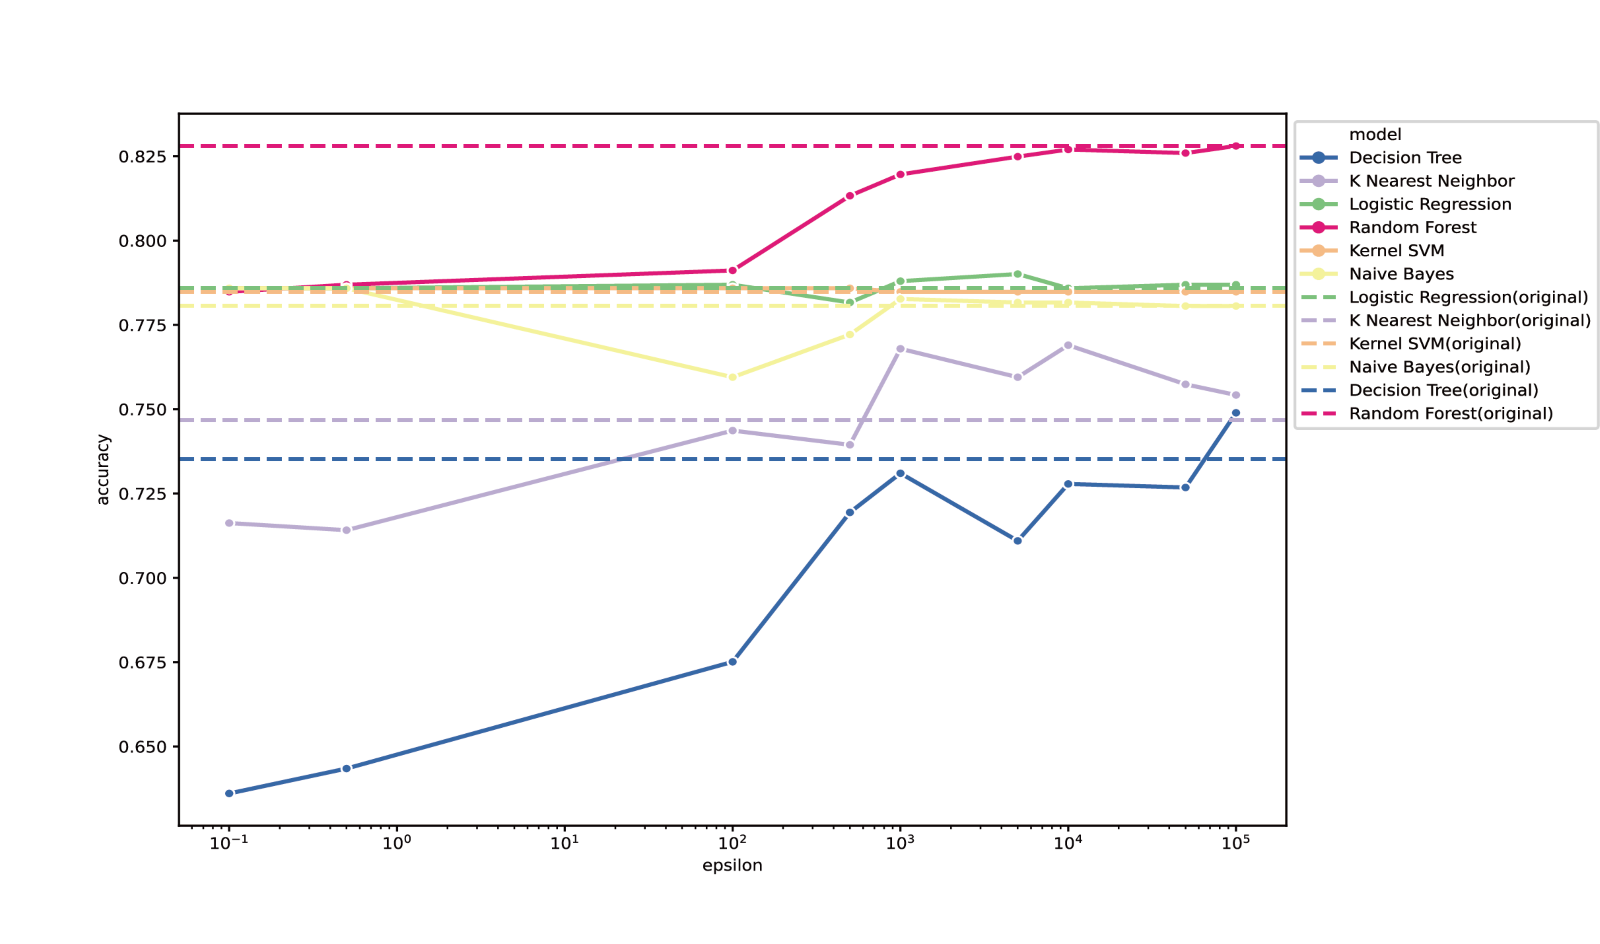 model
Decision Tree
K Nearest Neighbor
Logistic Regression
Random Forest
Kernel SVM
Naive Bayes
Logistic Regression(original)
K Nearest Neighbor(original)
Kernel SVM(original)
Naive Bayes(original)
Decision Tree(original)
Random Forest(original)
accuracy
0.825
0.800
0.775
0.750
0.725
0.700
0.675
0.650
10⁻¹ 10⁰ 10¹ 10² 10³ 10⁴ 10⁵
epsilon